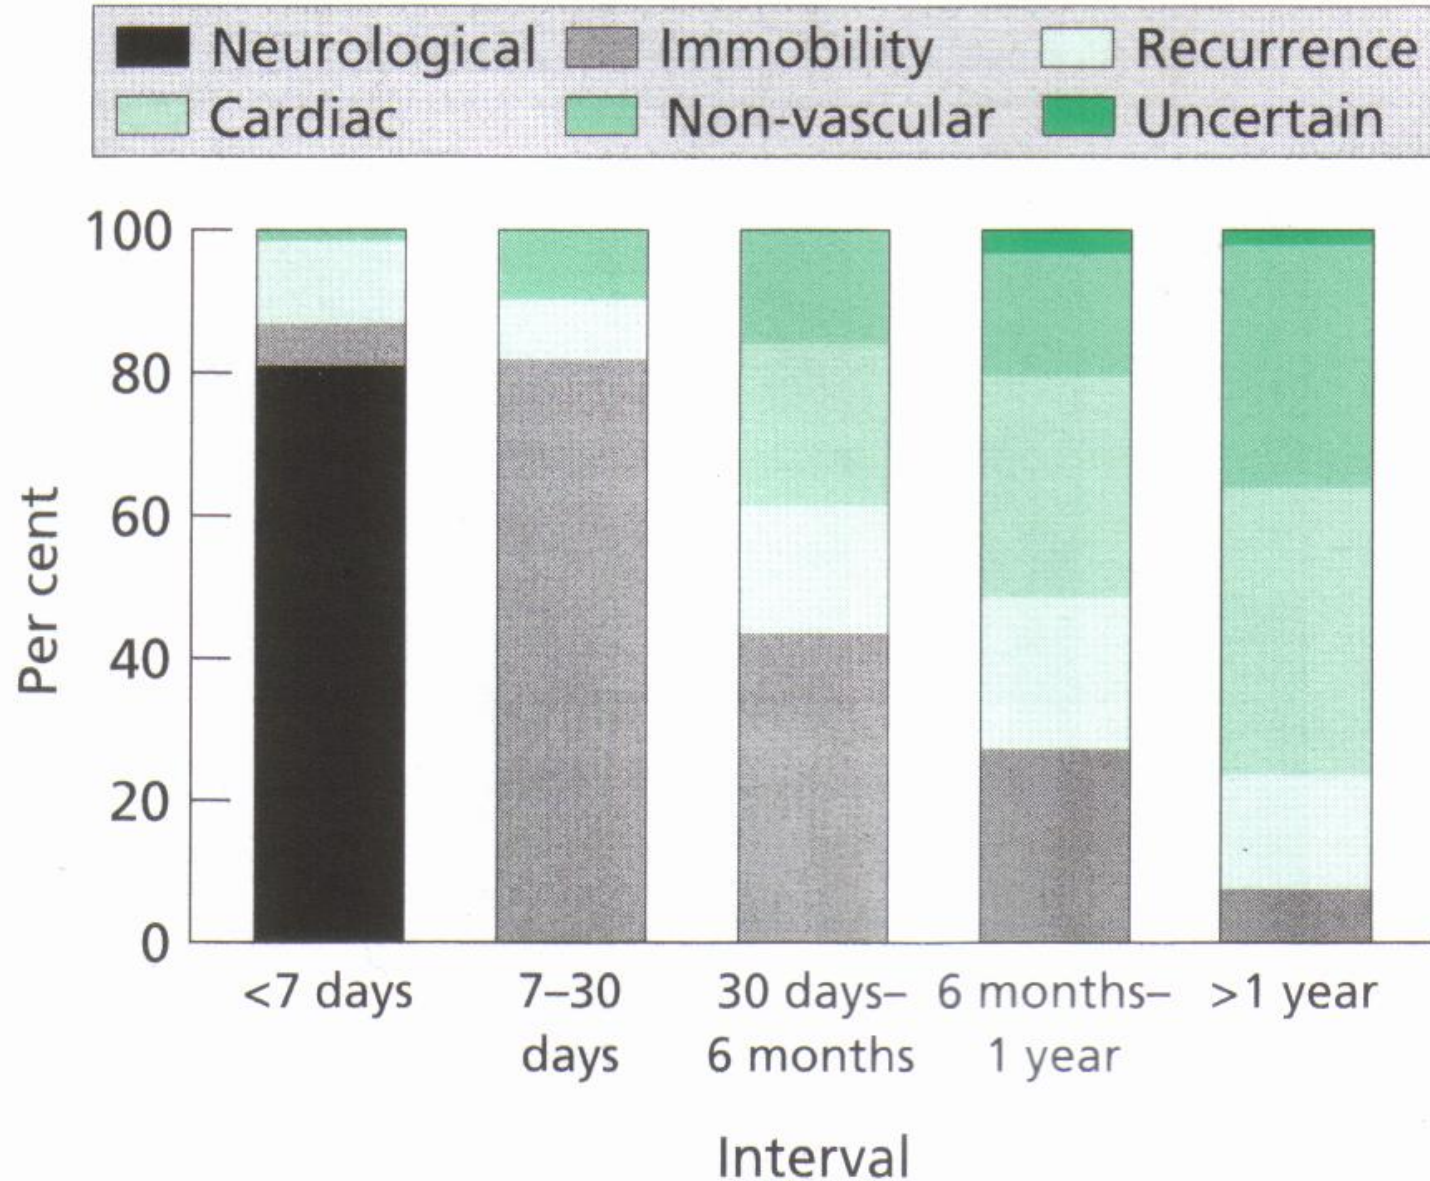 Neurological Immobility Recurrence
Cardiac Non-vascular Uncertain
100
80
60
40
20
0
Per cent
<7 days 7–30 days 30 days–6 months 6 months–1 year >1 year
Interval